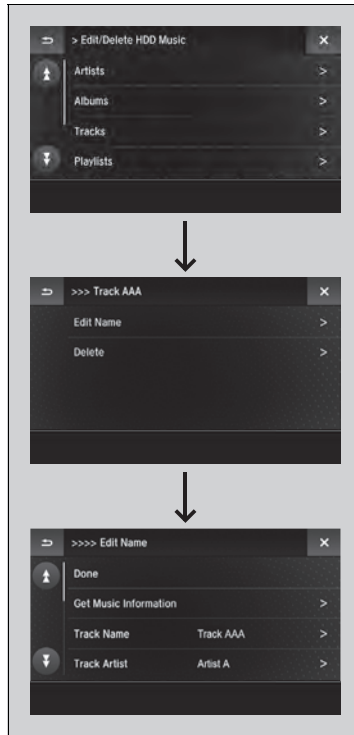 > Edit/Delete HDD Music
Artists >
Albums >
Tracks >
Playlists >
>>> Track AAA
Edit Name >
Delete >
>>>> Edit Name
Done
Get Music Information >
Track Name Track AAA >
Track Artist Artist A >